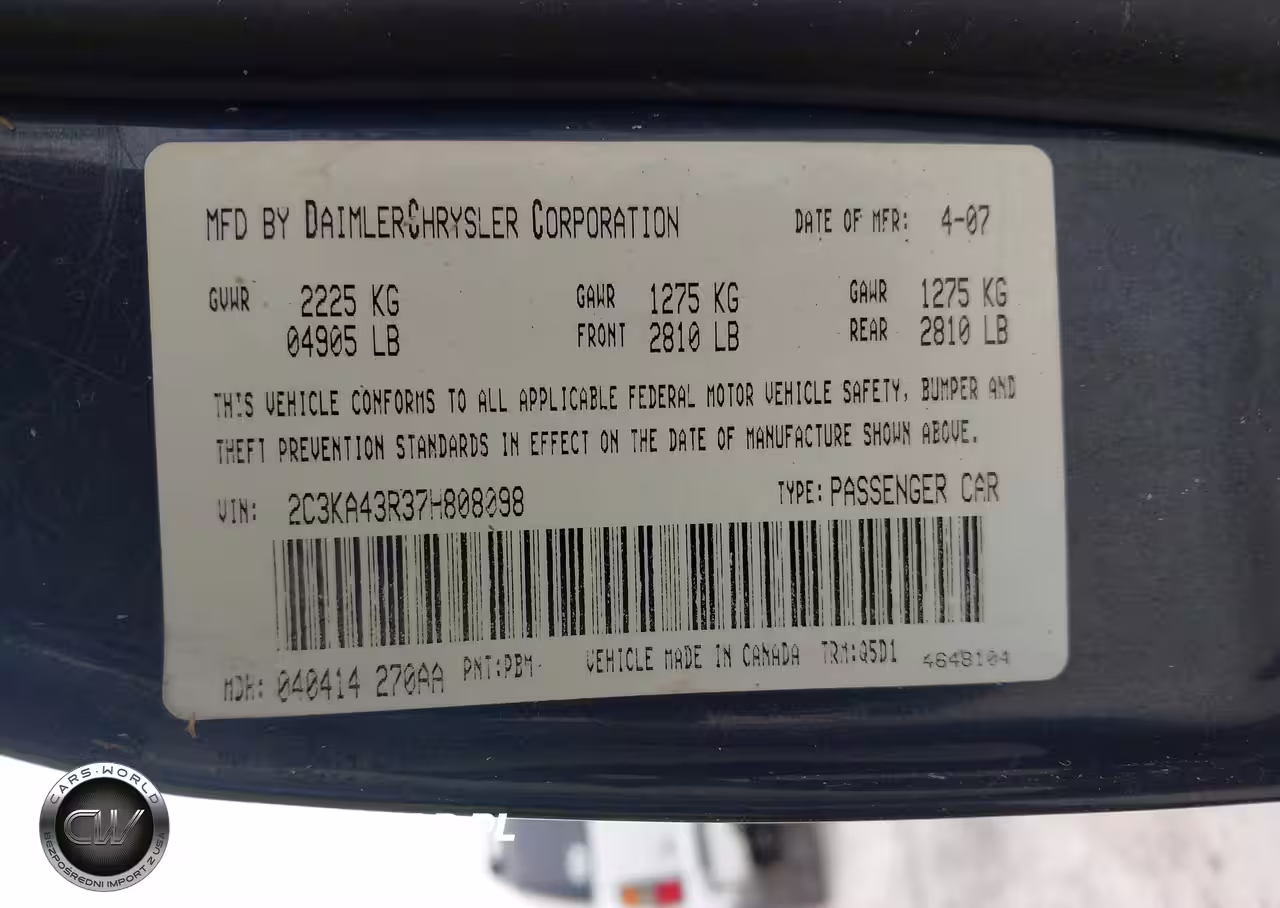 MFD BY DAIMLERCHRYSLER CORPORATION DATE OF MFR: 4-07
GVWR 2225 KG GAWR 1275 KG GAWR 1275 KG
04905 LB FRONT 2810 LB REAR 2810 LB
THIS VEHICLE CONFORMS TO ALL APPLICABLE FEDERAL MOTOR VEHICLE SAFETY, BUMPER AND
THEFT PREVENTION STANDARDS IN EFFECT ON THE DATE OF MANUFACTURE SHOWN ABOVE.
VIN: 2C3KA43R37H808098 TYPE: PASSENGER CAR
MDH: 040414 270AA PNT:PBM VEHICLE MADE IN CANADA TRM:Q5D1 4648104
CARS-WORLD
CW
BEZPOŚREDNI IMPORT Z USA